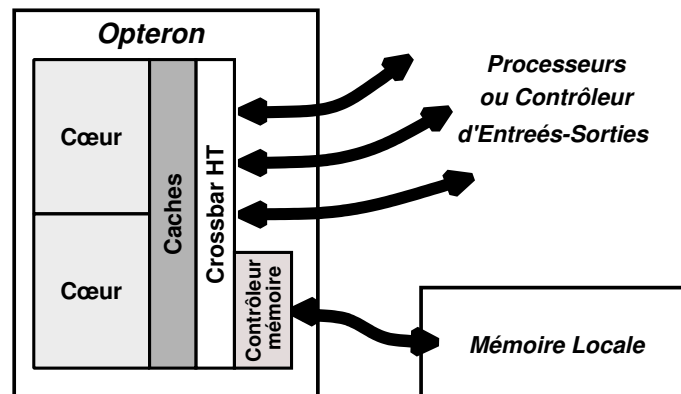 Opteron
Processeurs
ou Contrôleur
d'Entreés-Sorties
Cœur
Cœur
Caches
Crossbar HT
Contrôleur
mémoire
Mémoire Locale